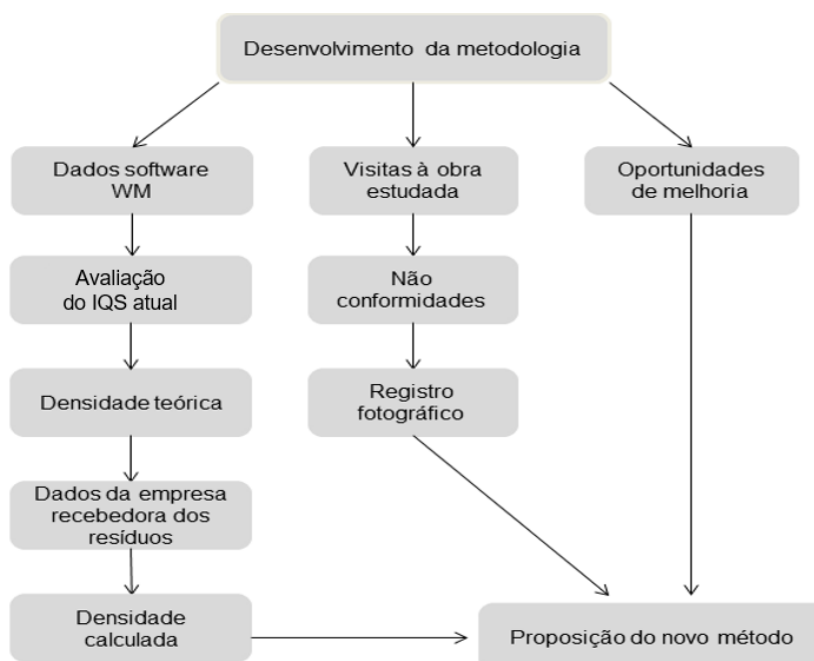 Desenvolvimento da metodologia
Dados software
WM
Visitas à obra
estudada
Oportunidades
de melhoria
Avaliação
do IQS atual
Não
conformidades
Densidade teórica
Registro
fotográfico
Dados da empresa
recebedora dos
resíduos
Densidade
calculada
Proposição do novo método